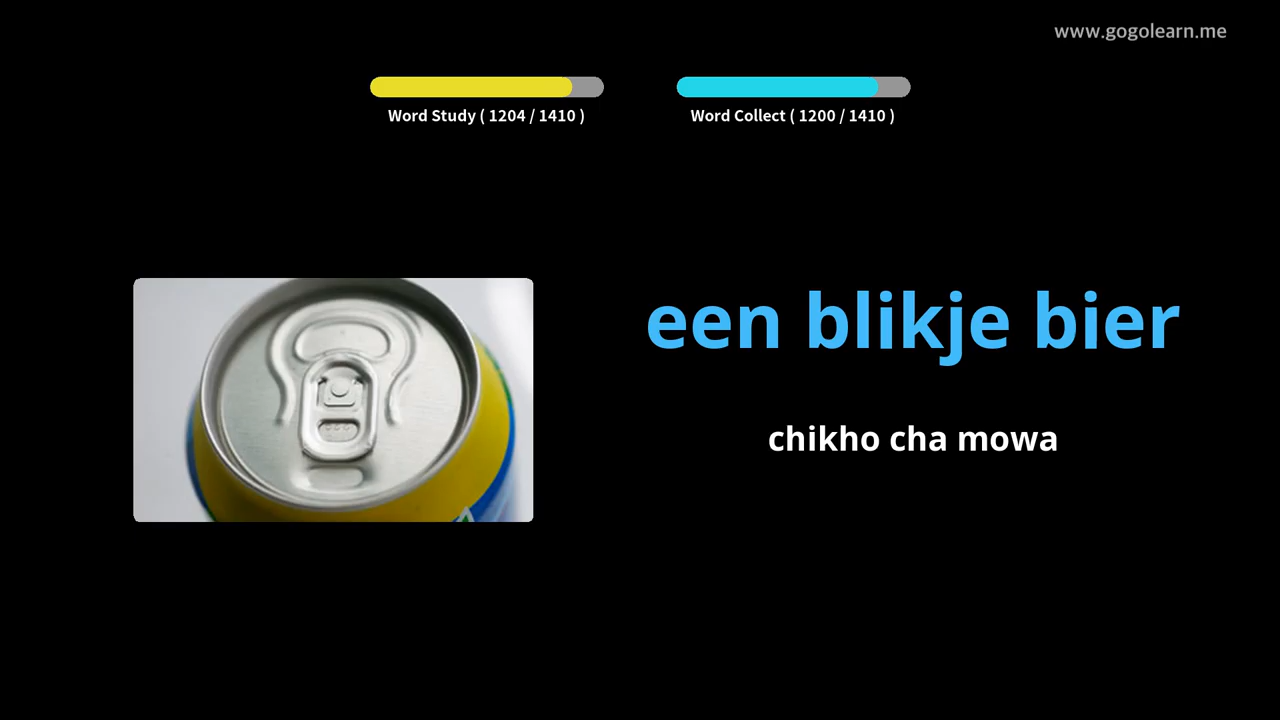 www.gogolearn.me
Word Study ( 1204 / 1410 )
Word Collect ( 1200 / 1410 )
een blikje bier
chikho cha mowa